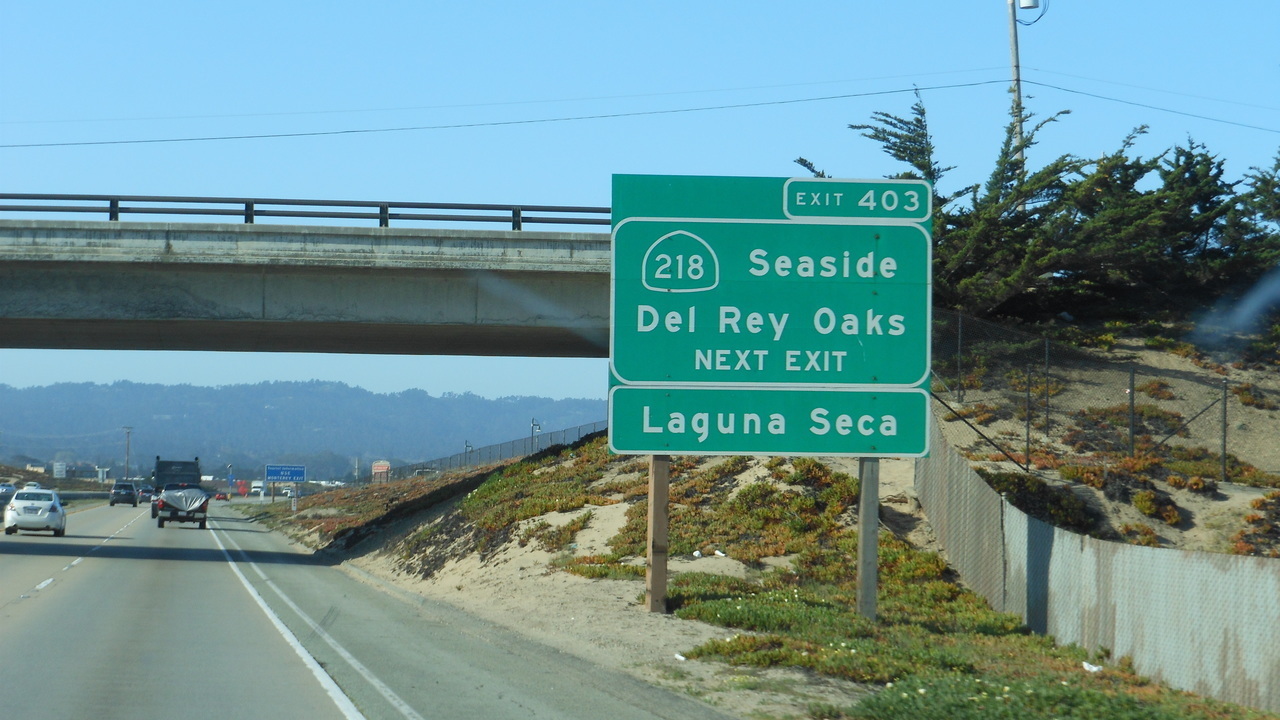 EXIT 403
218 Seaside
Del Rey Oaks
NEXT EXIT
Laguna Seca